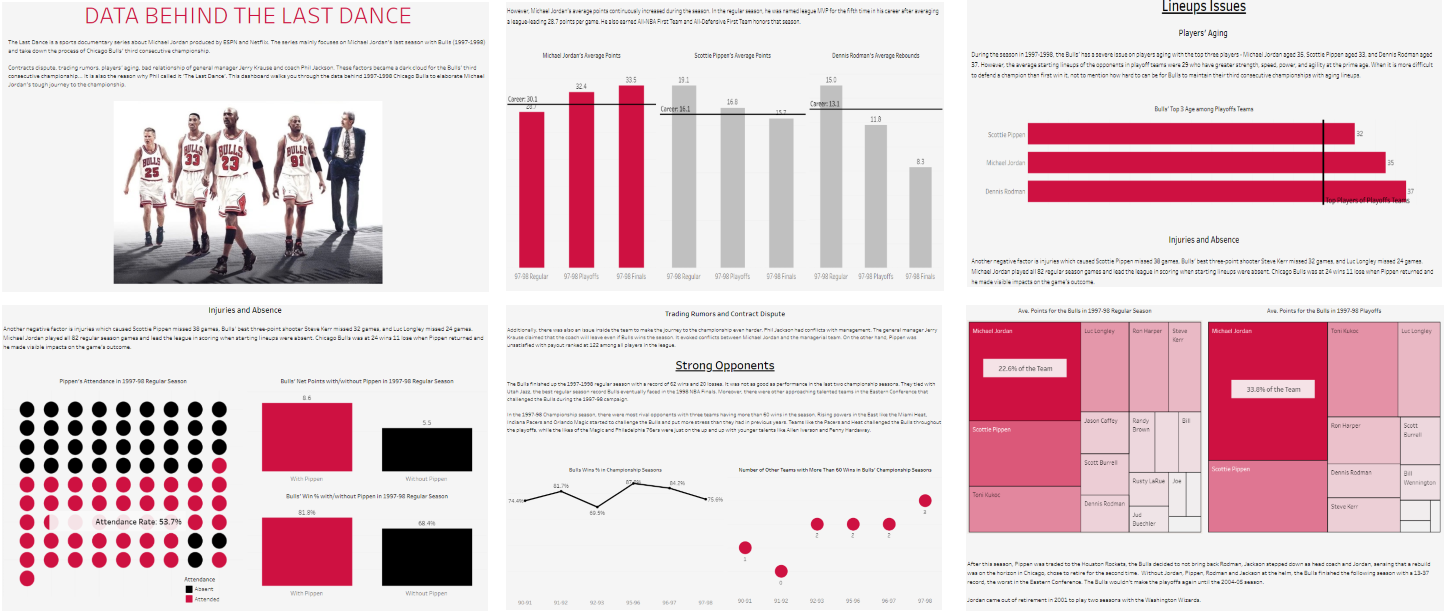 DATA BEHIND THE LAST DANCE
The Last Dance is a sports documentary series about Michael Jordan produced by ESPN and Netflix. The series mainly focuses on Michael Jordan's last season with Bulls (1997-1998)
and take down the process of Chicago Bulls' third consecutive championship.
Contracts dispute, trading rumors, players' aging, bad relationship of general manager Jerry Krause and coach Phil Jackson. These factors became a dark cloud for the Bulls' third
consecutive championship... It is also the reason why Phil called it 'The Last Dance'. This dashboard walks you through the data behind 1997-1998 Chicago Bulls to elaborate Michael
Jordan's tough journey to the championship.
BULLS
25
BULLS
33
BULLS
23
BULLS
91
However, Michael Jordan's average points continuously increased during the season. In the regular season, he was named league MVP for the fifth time in his career after averaging
a league-leading 28.7 points per game. He also earned All-NBA First Team and All-Defensive First Team honors that season.
Michael Jordan's Average Points
Scottie Pippen's Average Points
Dennis Rodman's Average Rebounds
Career: 30.1
28.7
32.4
33.5
Career: 16.1
19.1
16.8
15.7
Career: 13.1
15.0
11.8
8.3
97-98 Regular
97-98 Playoffs
97-98 Finals
97-98 Regular
97-98 Playoffs
97-98 Finals
97-98 Regular
97-98 Playoffs
97-98 Finals
Lineups Issues
Players' Aging
During the season in 1997-1998, the Bulls' has a severe issue on players aging with the top three players - Michael Jordan aged 35, Scottie Pippen aged 33, and Dennis Rodman aged
37. However, the average starting lineups of the opponents in playoff teams were 29 who have greater strength, speed, power, and agility at the prime age. When it is more difficult
to defend a champion than first win it, not to mention how hard to can be for Bulls to maintain their third consecutive championships with aging lineups.
Bulls' Top 3 Age among Playoffs Teams
Scottie Pippen
32
Michael Jordan
35
Dennis Rodman
37
Top Players of Playoffs Teams
Injuries and Absence
Another negative factor is injuries which caused Scottie Pippen missed 38 games, Bulls' best three-point shooter Steve Kerr missed 32 games, and Luc Longley missed 24 games.
Michael Jordan played all 82 regular season games and lead the league in scoring when starting lineups were absent. Chicago Bulls was at 24 wins 11 lose when Pippen returned and
he made visible impacts on the game's outcome.
Injuries and Absence
Another negative factor is injuries which caused Scottie Pippen missed 38 games, Bulls' best three-point shooter Steve Kerr missed 32 games, and Luc Longley missed 24 games.
Michael Jordan played all 82 regular season games and lead the league in scoring when starting lineups were absent. Chicago Bulls was at 24 wins 11 lose when Pippen returned and
he made visible impacts on the game's outcome.
Pippen's Attendance in 1997-98 Regular Season
Attendance Rate: 53.7%
Attendance
Absent
Attended
Bulls' Net Points with/without Pippen in 1997-98 Regular Season
8.6
5.5
With Pippen
Without Pippen
Bulls' Win % with/without Pippen in 1997-98 Regular Season
81.8%
68.4%
With Pippen
Without Pippen
Trading Rumors and Contract Dispute
Additionally, there was also an issue inside the team to make the journey to the championship even harder. Phil Jackson had conflicts with management. The general manager Jerry
Krause claimed that the coach will leave even if Bulls wins the season. It evoked conflicts between Michael Jordan and the managerial team. On the other hand, Pippen was
unsatisfied with payout ranked at 122 among all players in the league.
Strong Opponents
The Bulls finished up the 1997-1998 regular season with a record of 62 wins and 20 losses. It was not as good as performance in the last two championship seasons. They tied with
Utah Jazz, the best regular season record Bulls eventually faced in the 1998 NBA Finals. Moreover, there were other approaching talented teams in the Eastern Conference that
challenged the Bulls during the 1997-98 campaign.
In the 1997-98 Championship season, there were most rival opponents with three teams having more than 60 wins in the season. Rising powers in the East like the Miami Heat,
Indiana Pacers and Orlando Magic started to challenge the Bulls and put more stress than they had in previous years. Teams like the Pacers and Heat challenged the Bulls throughout
the playoffs, while the likes of the Magic and Philadelphia 76ers were just on the up and up with younger talents like Allen Iverson and Penny Hardaway.
Bulls Wins % in Championship Seasons
74.4%
81.7%
69.5%
84.2%
75.6%
90-91
91-92
92-93
95-96
96-97
97-98
Number of Other Teams with More Than 60 Wins in Bulls' Championship Seasons
1
0
2
2
2
3
90-91
91-92
92-93
95-96
96-97
97-98
Ave. Points for the Bulls in 1997-98 Regular Season
Michael Jordan
22.6% of the Team
Scottie Pippen
Toni Kukoc
Luc Longley
Ron Harper
Steve
Kerr
Jason Caffey
Randy
Brown
Bill
Scott Burrell
Rusty LaRue
Joe
Dennis Rodman
Jud
Buechler
Ave. Points for the Bulls in 1997-98 Playoffs
Michael Jordan
33.8% of the Team
Scottie Pippen
Toni Kukoc
Luc Longley
Ron Harper
Scott
Burrell
Dennis Rodman
Bill
Wennington
Steve Kerr
After this season, Pippen was traded to the Houston Rockets, the Bulls decided to not bring back Rodman, Jackson stepped down as head coach and Jordan, sensing that a rebuild
was on the horizon in Chicago, chose to retire for the second time. Without Jordan, Pippen, Rodman and Jackson at the helm, the Bulls finished the following season with a 13-37
record, the worst in the Eastern Conference. The Bulls wouldn't make the playoffs again until the 2004-05 season.
Jordan came out of retirement in 2001 to play two seasons with the Washington Wizards.